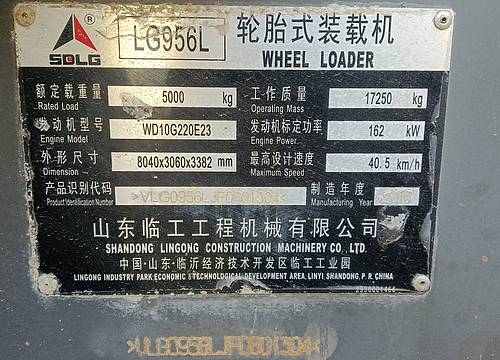 SDLG ®
LG956L
轮胎式装载机
WHEEL LOADER
额定载重量 Rated Load 5000 kg
工作质量 Operating Mass 17250 kg
发动机型号 Engine Model WD10G220E23
发动机标定功率 Engine Power 162 kW
外形尺寸 Dimension 8040x3060x3382 mm
最高设计速度 Maximum Speed 40.5 km/h
产品识别代码 Product Identification Number >VLG0956LJF0601304<
制造年度 Manufacturing Year
山东临工工程机械有限公司
SHANDONG LINGONG CONSTRUCTION MACHINERY CO., LTD.
中国·山东·临沂经济技术开发区临工工业园
LINGONG INDUSTRY PARK, ECONOMIC & TECHNOLOGICAL DEVELOPMENT AREA, LINYI, SHANDONG, P. R. CHINA